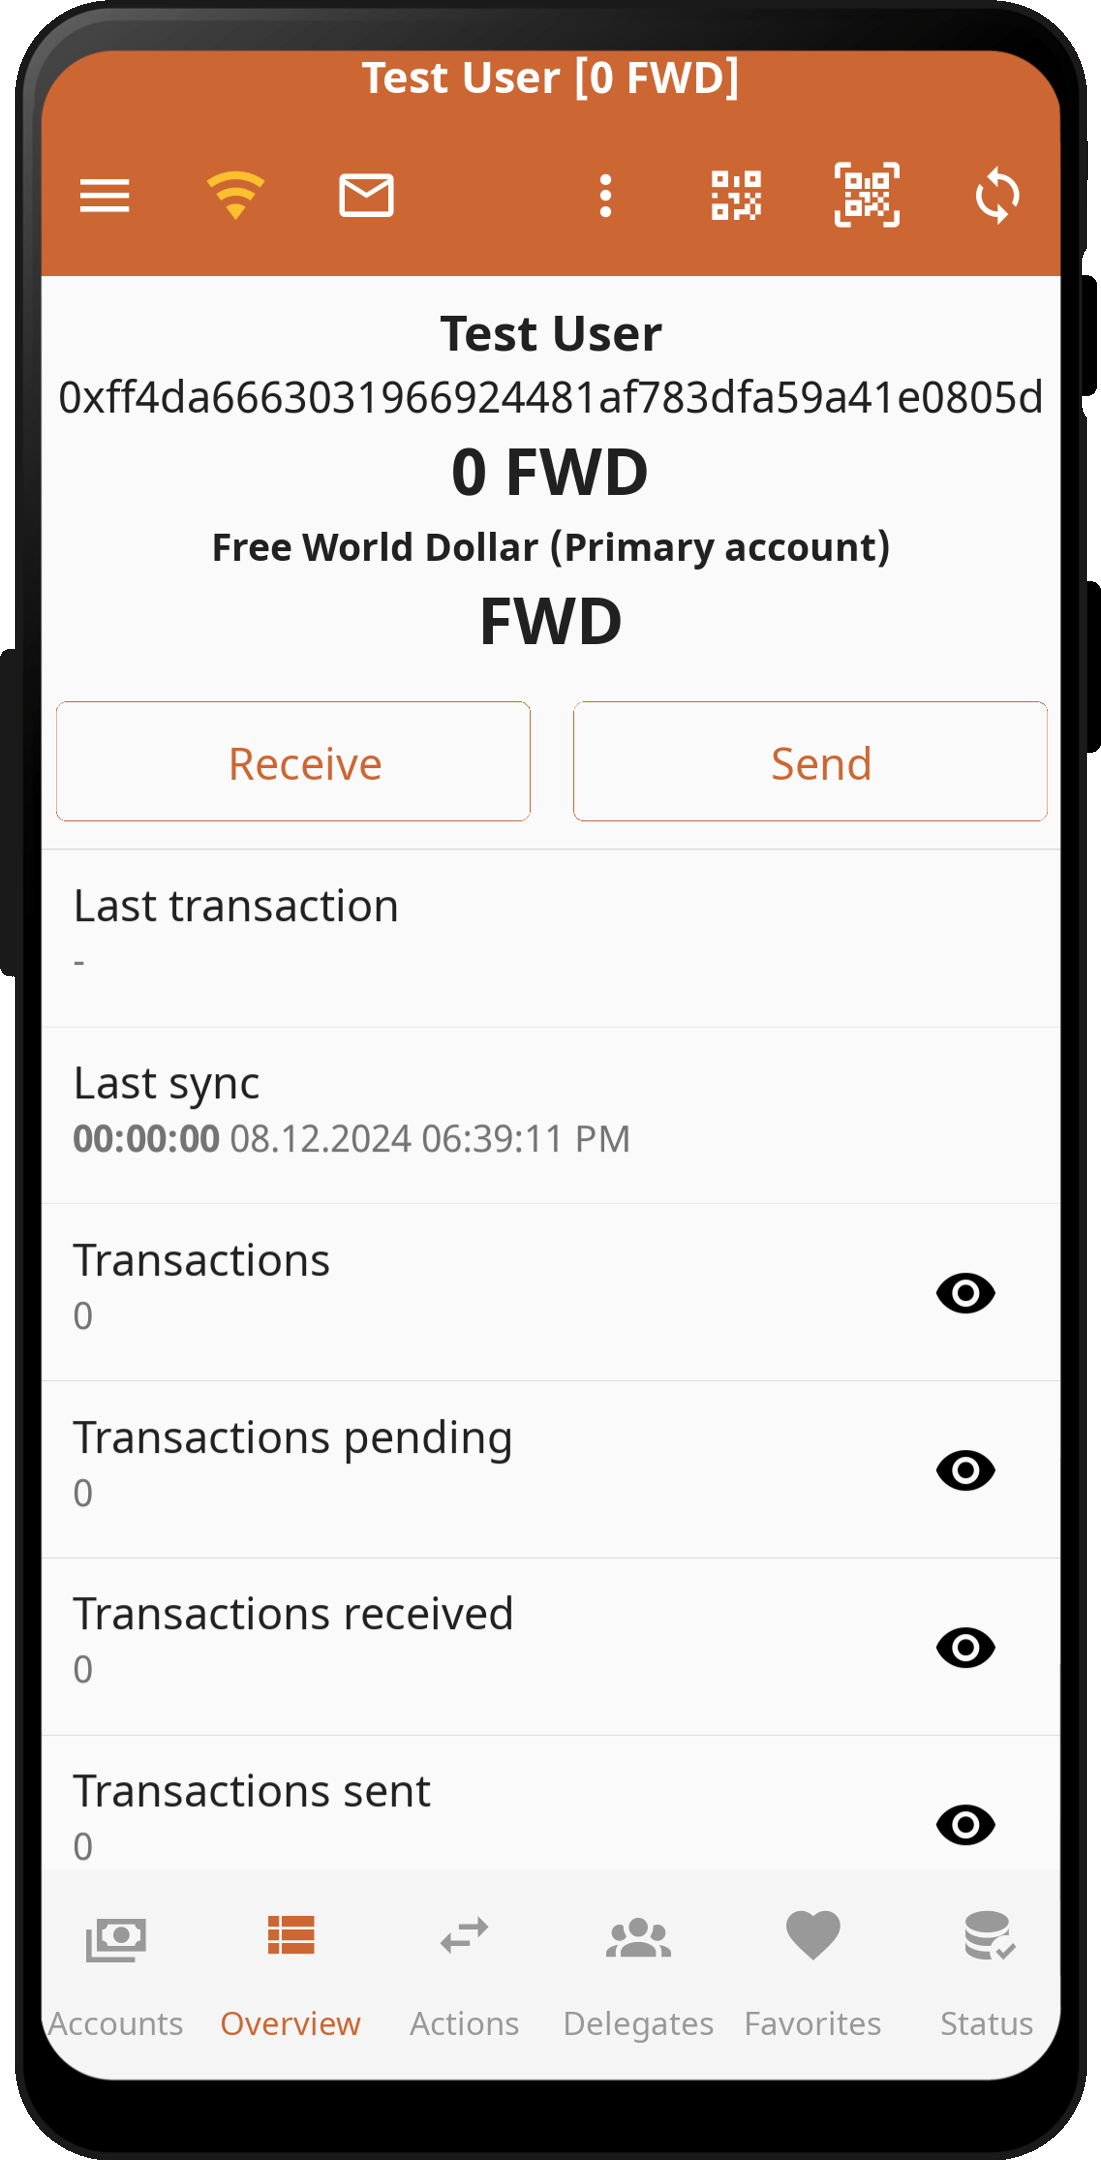 Test User [0 FWD]
Test User
0xff4da6663031966924481af783dfa59a41e0805d
0 FWD
Free World Dollar (Primary account)
FWD
Receive
Send
Last transaction
-
Last sync
00:00:00 08.12.2024 06:39:11 PM
Transactions
0
Transactions pending
0
Transactions received
0
Transactions sent
0
Accounts
Overview
Actions
Delegates
Favorites
Status